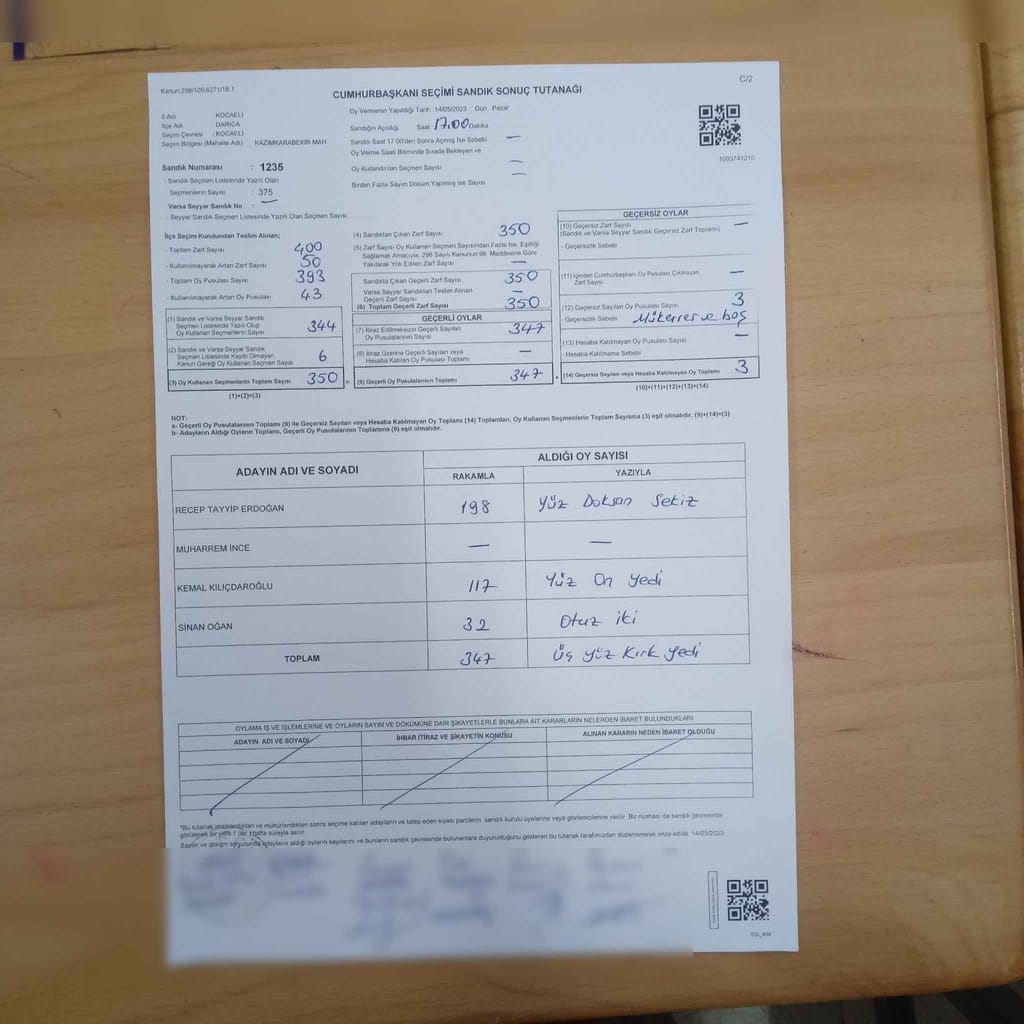 Kanun:298/105;6271/18-1
C/2
CUMHURBAŞKANI SEÇİMİ SANDIK SONUÇ TUTANAĞI
İl Adı KOCAELİ
İlçe Adı DARICA
Seçim Çevresi : KOCAELİ
Seçim Bölgesi (Mahalle Adı) KAZIMKARABEKİR MAH
Sandık Numarası : 1235
- Sandık Seçmen Listesinde Yazılı Olan
Seçmenlerin Sayısı : 375
Varsa Seyyar Sandık No : —
- Seyyar Sandık Seçmen Listesinde Yazılı Olan Seçmen Sayısı
Oy Vermenin Yapıldığı Tarih 14/05/2023 Gün Pazar
Sandığın Açıldığı Saat 17.00 Dakika
Sandık Saat 17:00'den Sonra Açılmış İse Sebebi —
Oy Verme Saati Bitiminde Sırada Bekleyen ve
Oy Kullandırılan Seçmen Sayısı —
Birden Fazla Sayım Döküm Yapılmış İse Sayısı —
1093741210
İlçe Seçim Kurulundan Teslim Alınan;
- Toplam Zarf Sayısı 400
- Kullanılmayarak Artan Zarf Sayısı 50
- Toplam Oy Pusulası Sayısı 393
- Kullanılmayarak Artan Oy Pusulası 43
(1) Sandık ve Varsa Seyyar Sandık
Seçmen Listesinde Yazılı Olup
Oy Kullanan Seçmenlerin Sayısı 344
(2) Sandık ve Varsa Seyyar Sandık
Seçmen Listesinde Kayıtlı Olmayan
Kanun Gereği Oy Kullanan Seçmen Sayısı 6
(3) Oy Kullanan Seçmenlerin Toplam Sayısı 350 =
(1)+(2)=(3)
(4) Sandıktan Çıkan Zarf Sayısı 350
(5) Zarf Sayısı Oy Kullanan Seçmen Sayısından Fazla İse, Eşitliği
Sağlamak Amacıyla, 298 Sayılı Kanunun 98. Maddesine Göre
Yakılarak Yok Edilen Zarf Sayısı —
Sandıkta Çıkan Geçerli Zarf Sayısı 350
Varsa Seyyar Sandıktan Teslim Alınan
Geçerli Zarf Sayısı —
(6) Toplam Geçerli Zarf Sayısı 350
GEÇERLİ OYLAR
(7) İtiraz Edilmeksizin Geçerli Sayılan
Oy Pusulalarının Sayısı 347
(8) İtiraz Üzerine Geçerli Sayılan veya
Hesaba Katılan Oy Pusulası Toplamı —
(9) Geçerli Oy Pusulalarının Toplamı 347 +
GEÇERSİZ OYLAR
(10) Geçersiz Zarf Sayısı —
(Sandık ve Varsa Seyyar Sandık Geçersiz Zarf Toplamı)
- Geçersizlik Sebebi
(11) İçinden Cumhurbaşkanı Oy Pusulası Çıkmayan
Zarf Sayısı —
(12) Geçersiz Sayılan Oy Pusulası Sayısı 3
- Geçersizlik Sebebi Mükerrer ve boş
(13) Hesaba Katılmayan Oy Pusulası Sayısı —
- Hesaba Katılmama Sebebi
(14) Geçersiz Sayılan veya Hesaba Katılmayan Oy Toplamı 3
(10)+(11)+(12)+(13)=(14)
NOT:
a- Geçerli Oy Pusulalarının Toplamı (9) ile Geçersiz Sayılan veya Hesaba Katılmayan Oy Toplamı (14) Toplamları, Oy Kullanan Seçmenlerin Toplam Sayısına (3) eşit olmalıdır. (9)+(14)=(3)
b- Adayların Aldığı Oyların Toplamı, Geçerli Oy Pusulalarının Toplamına (9) eşit olmalıdır.
ADAYIN ADI VE SOYADI ALDIĞI OY SAYISI
RAKAMLA YAZIYLA
RECEP TAYYİP ERDOĞAN 198 Yüz Doksan Sekiz
MUHARREM İNCE — —
KEMAL KILIÇDAROĞLU 117 Yüz On Yedi
SİNAN OĞAN 32 Otuz iki
TOPLAM 347 Üç Yüz Kırk Yedi
OYLAMA İŞ VE İŞLEMLERİNE VE OYLARIN SAYIM VE DÖKÜMÜNE DAİR ŞİKAYETLERLE BUNLARA AİT KARARLARIN NELERDEN İBARET BULUNDUKLARI
ADAYIN ADI VE SOYADI İHBAR İTİRAZ VE ŞİKAYETİN KONUSU ALINAN KARARIN NEDEN İBARET OLDUĞU
*Bu tutanak imzalandıktan ve mühürlendikten sonra seçime katılan adayların ve talep eden siyasi partilerin, sandık kurulu üyelerine veya gözlemcilerine verilir. Bir nüshası da sandık çevresinde
görülecek bir yere 1 (bir) hafta süreyle asılır.
Sayım ve döküm sonucunda adayların aldığı oyların sayılarını ve bunların sandık çevresinde bulunanlara duyurulduğunu gösteren bu tutanak tarafımızdan düzenlenerek imza edildi. 14/05/2023